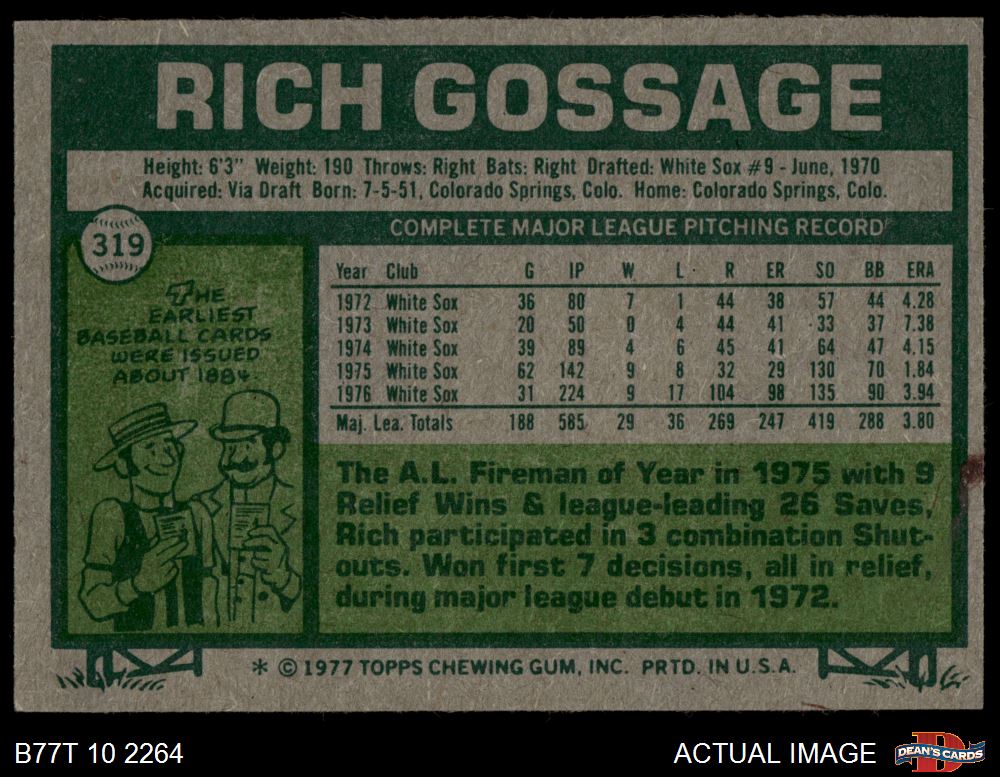 RICH GOSSAGE
Height: 6'3" Weight: 190 Throws: Right Bats: Right Drafted: White Sox #9 - June, 1970
Acquired: Via Draft Born: 7-5-51, Colorado Springs, Colo. Home: Colorado Springs, Colo.
319
THE
EARLIEST
BASEBALL CARDS
WERE ISSUED
ABOUT 1884.
COMPLETE MAJOR LEAGUE PITCHING RECORD
Year Club G IP W L R ER SO BB ERA
1972 White Sox 36 80 7 1 44 38 57 44 4.28
1973 White Sox 20 50 0 4 44 41 33 37 7.38
1974 White Sox 39 89 4 6 45 41 64 47 4.15
1975 White Sox 62 142 9 8 32 29 130 70 1.84
1976 White Sox 31 224 9 17 104 98 135 90 3.94
Maj. Lea. Totals 188 585 29 36 269 247 419 288 3.80
The A.L. Fireman of Year in 1975 with 9
Relief Wins & league-leading 26 Saves,
Rich participated in 3 combination Shut-
outs. Won first 7 decisions, all in relief,
during major league debut in 1972.
* © 1977 TOPPS CHEWING GUM, INC. PRTD. IN U.S.A.
B77T 10 2264
ACTUAL IMAGE
D
DEAN'S CARDS